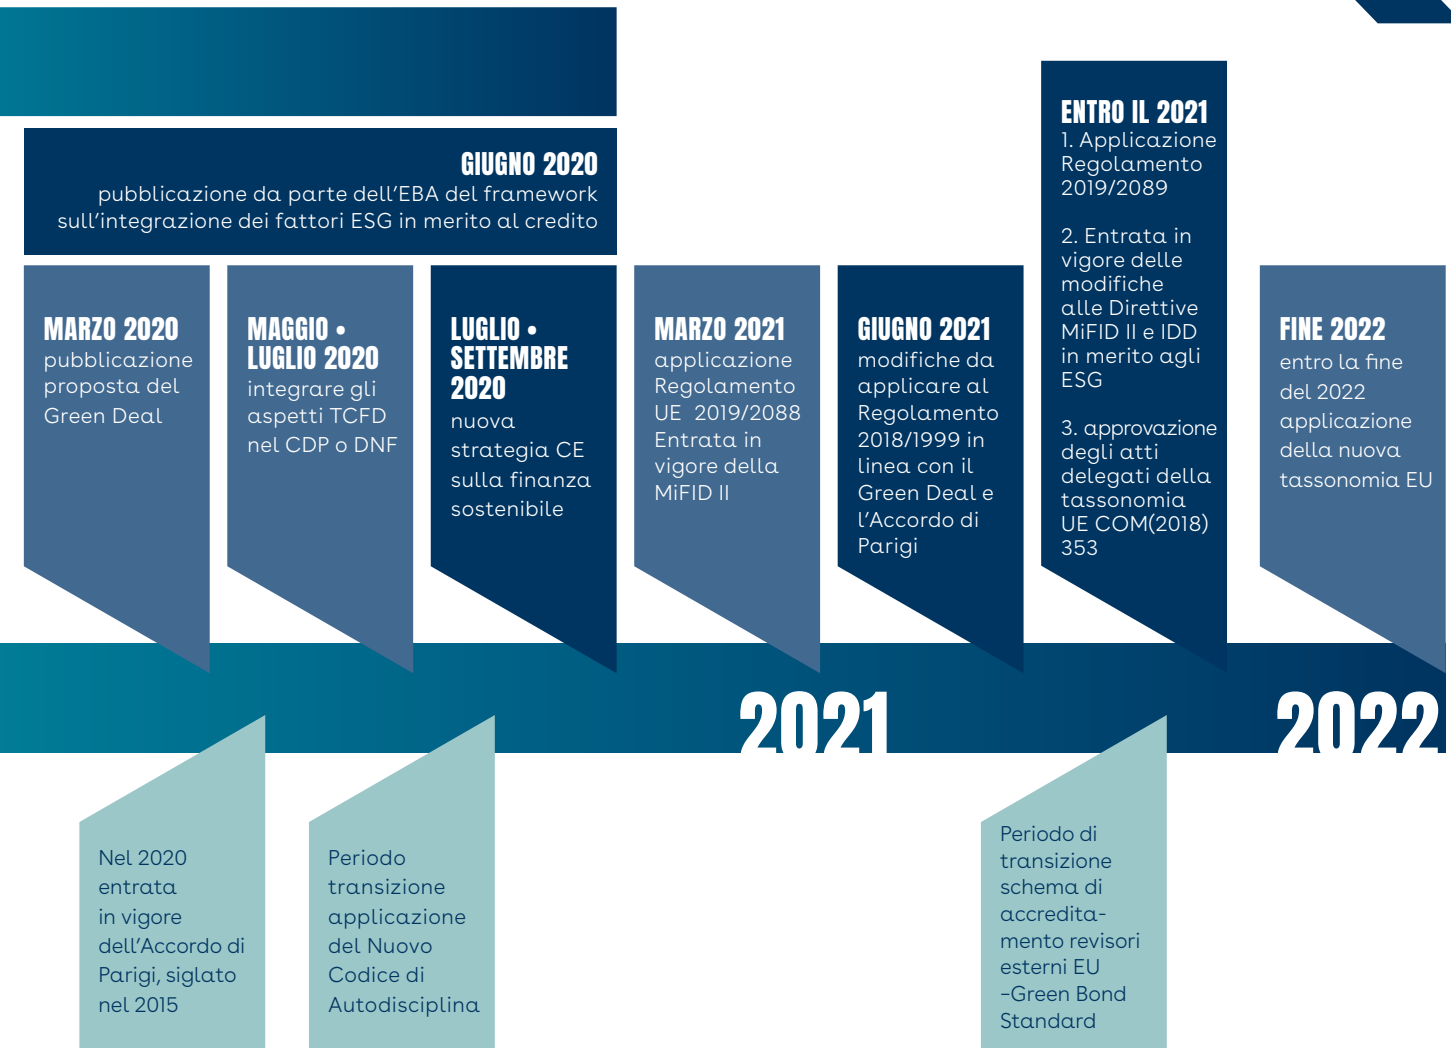 GIUGNO 2020
pubblicazione da parte dell'EBA del framework
sull'integrazione dei fattori ESG in merito al credito
MARZO 2020
pubblicazione
proposta del
Green Deal
MAGGIO •
LUGLIO 2020
integrare gli
aspetti TCFD
nel CDP o DNF
LUGLIO •
SETTEMBRE
2020
nuova
strategia CE
sulla finanza
sostenibile
MARZO 2021
applicazione
Regolamento
UE 2019/2088
Entrata in
vigore della
MiFID II
GIUGNO 2021
modifiche da
applicare al
Regolamento
2018/1999 in
linea con il
Green Deal e
l'Accordo di
Parigi
ENTRO IL 2021
1. Applicazione
Regolamento
2019/2089
2. Entrata in
vigore delle
modifiche
alle Direttive
MiFID II e IDD
in merito agli
ESG
3. approvazione
degli atti
delegati della
tassonomia
UE COM(2018)
353
FINE 2022
entro la fine
del 2022
applicazione
della nuova
tassonomia EU
2021
2022
Nel 2020
entrata
in vigore
dell'Accordo di
Parigi, siglato
nel 2015
Periodo
transizione
applicazione
del Nuovo
Codice di
Autodisciplina
Periodo di
transizione
schema di
accredita-
mento revisori
esterni EU
–Green Bond
Standard